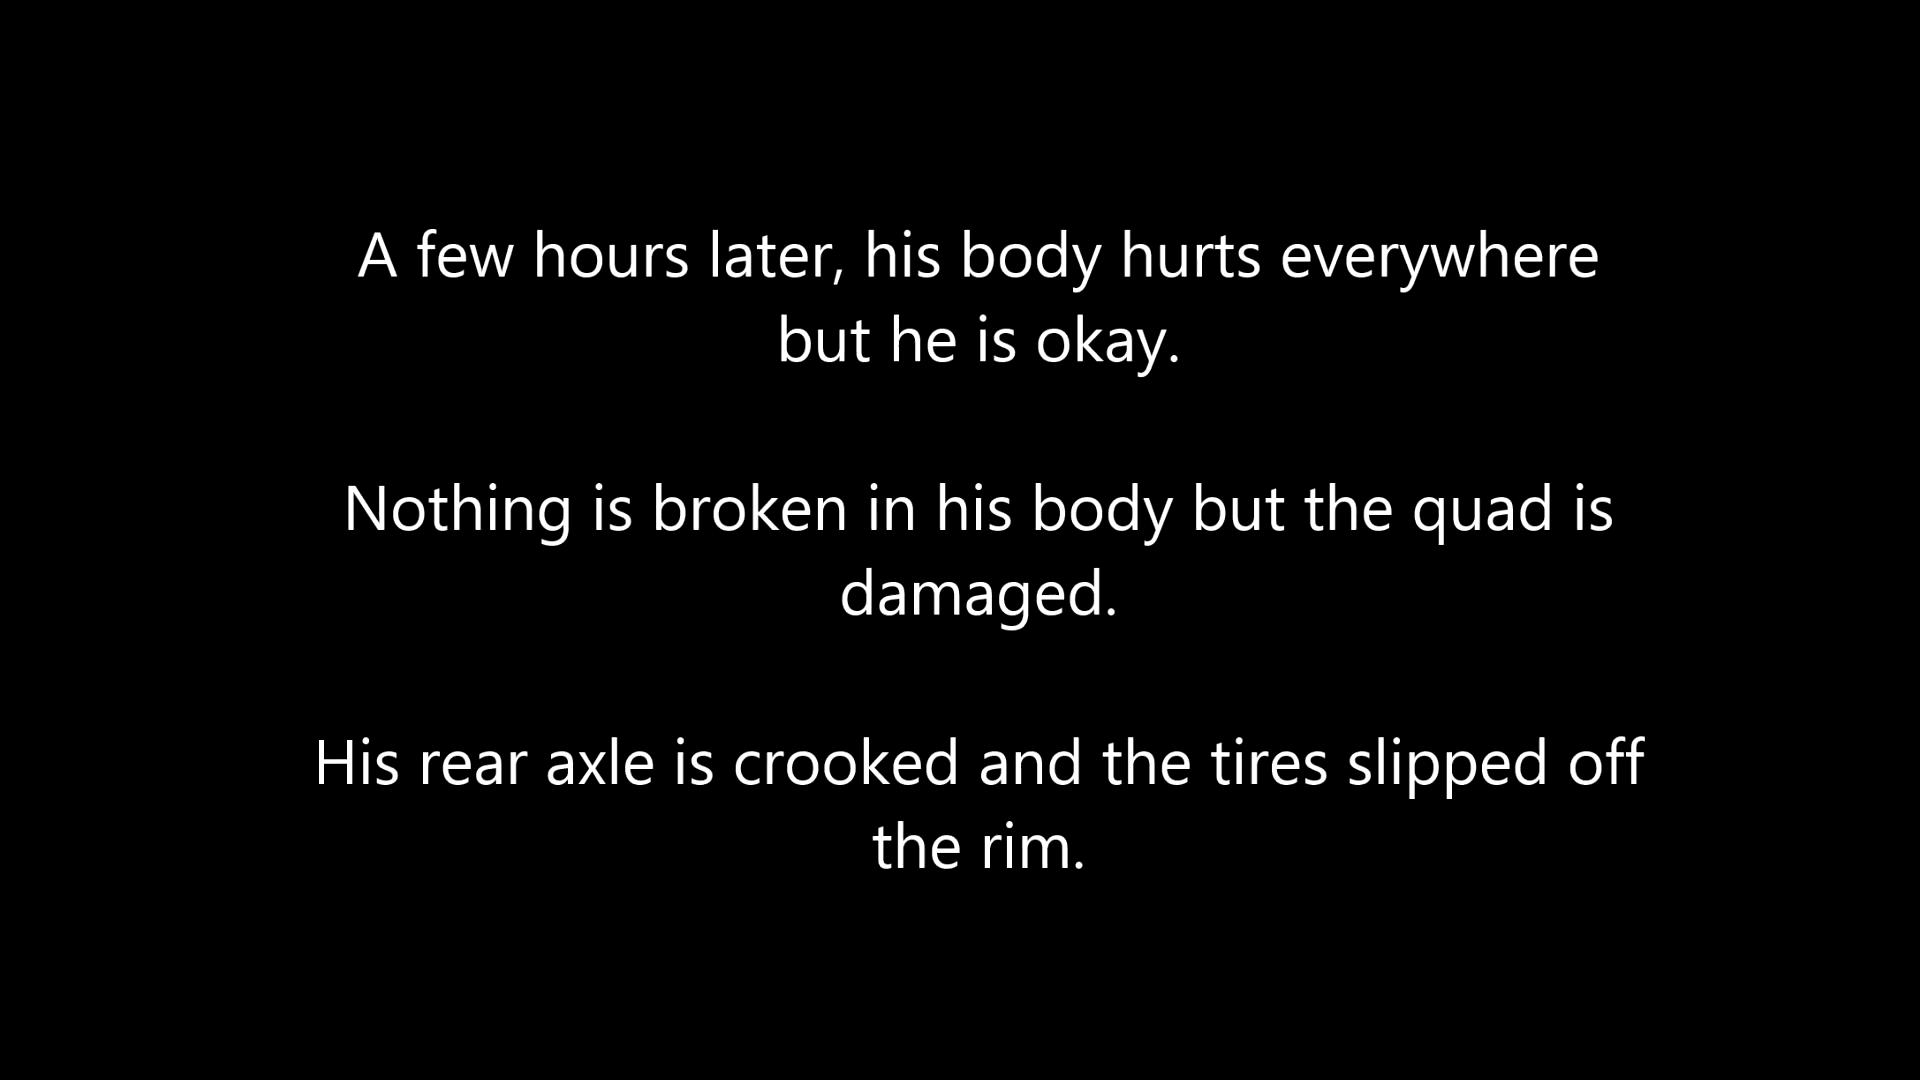 A few hours later, his body hurts everywhere
but he is okay.
Nothing is broken in his body but the quad is
damaged.
His rear axle is crooked and the tires slipped off
the rim.